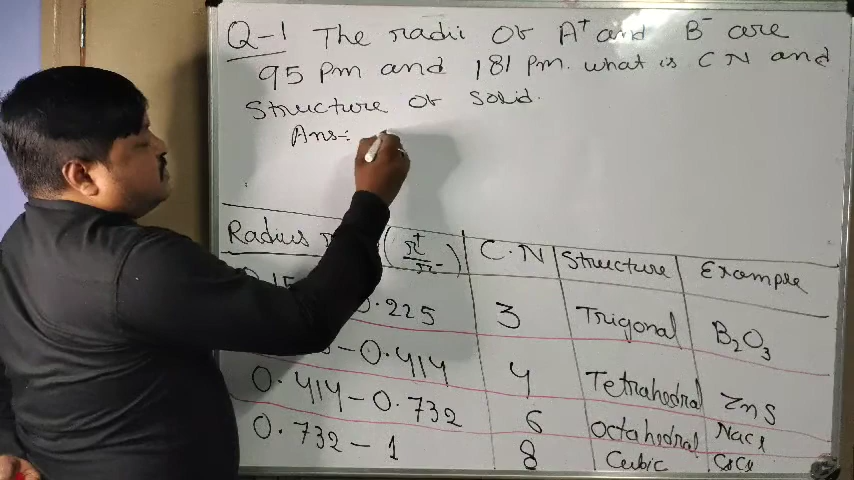 Q-1 The radii of A⁺ and B⁻ are
95 Pm and 181 Pm. what is CN and
Structure of Solid.
Ans-:
Radius (r⁺/r⁻) C.N Structure Example
0.225 3 Trigonal B₂O₃
- 0.414 4 Tetrahedral ZnS
0.414 - 0.732 6 Octahedral NaCl
0.732 - 1 8 Cubic CsCl